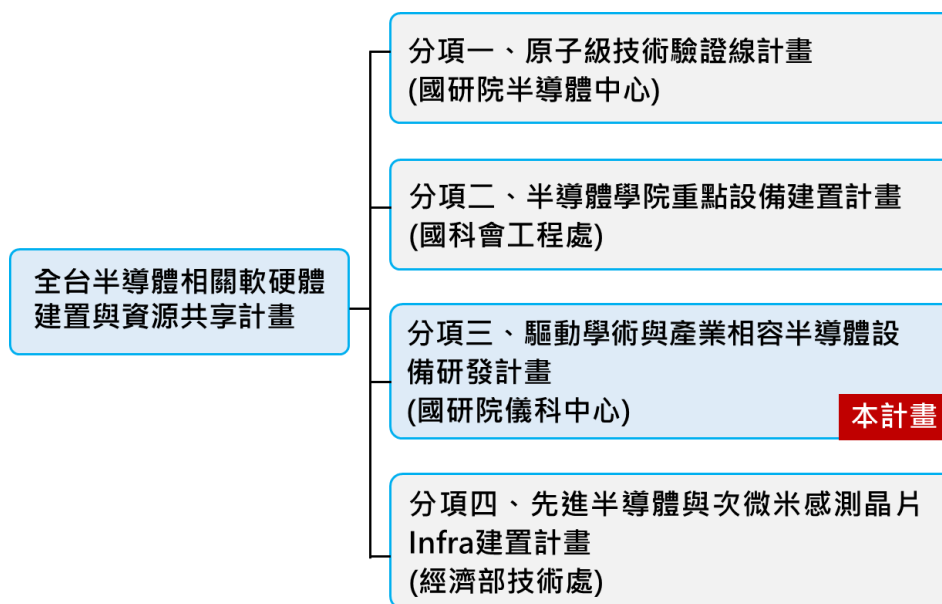 全台半導體相關軟硬體
建置與資源共享計畫
分項一、原子級技術驗證線計畫
(國研院半導體中心)
分項二、半導體學院重點設備建置計畫
(國科會工程處)
分項三、驅動學術與產業相容半導體設
備研發計畫
(國研院儀科中心)
本計畫
分項四、先進半導體與次微米感測晶片
Infra建置計畫
(經濟部技術處)